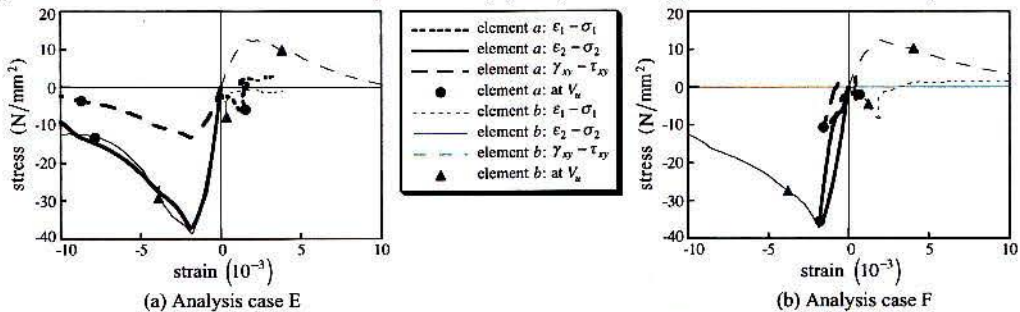 stress (N/mm²)
10
0
-10
-20
-30
-40
-10
-5
0
5
10
strain (10⁻³)
(a) Analysis case E
element a: ε₁ – σ₁
element a: ε₂ – σ₂
element a: γxy – τxy
element a: at Vu
element b: ε₁ – σ₁
element b: ε₂ – σ₂
element b: γxy – τxy
element b: at Vu
stress (N/mm²)
10
0
-10
-20
-30
-40
-10
-5
0
5
10
strain (10⁻³)
(b) Analysis case F